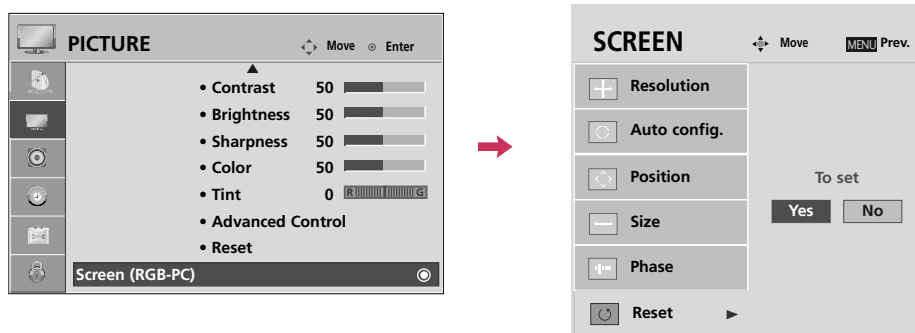 PICTURE
Move
Enter
• Contrast 50
• Brightness 50
• Sharpness 50
• Color 50
• Tint 0 R G
• Advanced Control
• Reset
Screen (RGB-PC)
SCREEN
Move
MENU Prev.
Resolution
Auto config.
Position
Size
Phase
Reset
To set
Yes No